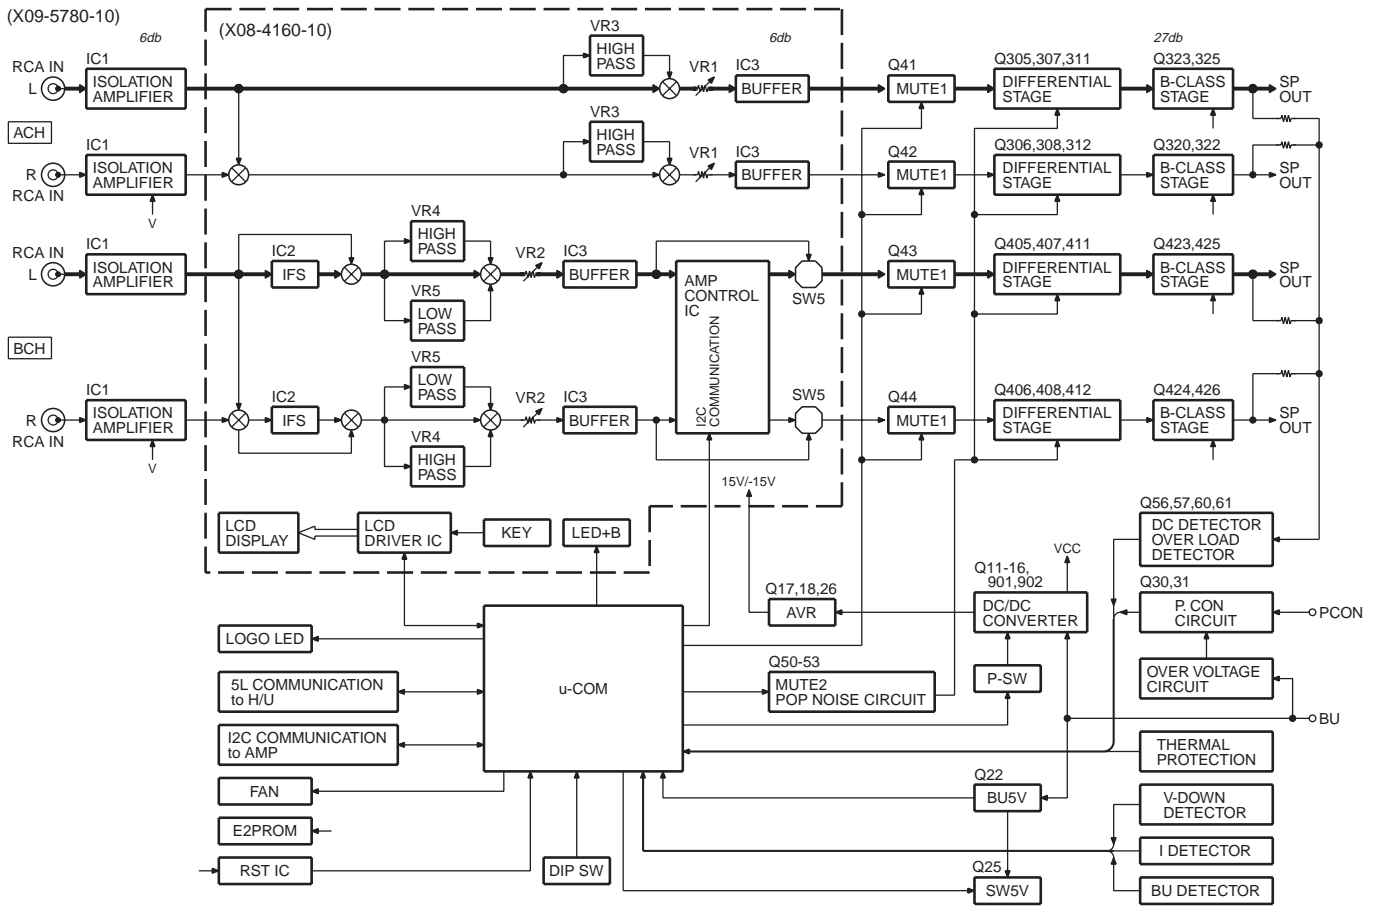 (X09-5780-10)
(X08-4160-10)
6db
6db
27db
RCA IN
L
IC1
ISOLATION
AMPLIFIER
VR3
HIGH
PASS
VR1
IC3
BUFFER
Q41
MUTE1
Q305,307,311
DIFFERENTIAL
STAGE
Q323,325
B-CLASS
STAGE
SP
OUT
ACH
R
RCA IN
IC1
ISOLATION
AMPLIFIER
V
VR3
HIGH
PASS
VR1
IC3
BUFFER
Q42
MUTE1
Q306,308,312
DIFFERENTIAL
STAGE
Q320,322
B-CLASS
STAGE
SP
OUT
RCA IN
L
IC1
ISOLATION
AMPLIFIER
IC2
IFS
VR4
HIGH
PASS
VR5
LOW
PASS
VR2
IC3
BUFFER
AMP
CONTROL
IC
I2C
COMMUNICATION
SW5
Q43
MUTE1
Q405,407,411
DIFFERENTIAL
STAGE
Q423,425
B-CLASS
STAGE
SP
OUT
BCH
R
RCA IN
IC1
ISOLATION
AMPLIFIER
V
IC2
IFS
VR5
LOW
PASS
VR4
HIGH
PASS
VR2
IC3
BUFFER
SW5
Q44
MUTE1
Q406,408,412
DIFFERENTIAL
STAGE
Q424,426
B-CLASS
STAGE
SP
OUT
15V/-15V
LCD
DISPLAY
LCD
DRIVER IC
KEY
LED+B
Q56,57,60,61
DC DETECTOR
OVER LOAD
DETECTOR
VCC
Q17,18,26
AVR
Q11-16,
901,902
DC/DC
CONVERTER
Q30,31
P. CON
CIRCUIT
PCON
LOGO LED
u-COM
Q50-53
MUTE2
POP NOISE CIRCUIT
P-SW
OVER VOLTAGE
CIRCUIT
5L COMMUNICATION
to H/U
BU
I2C COMMUNICATION
to AMP
THERMAL
PROTECTION
FAN
Q22
BU5V
V-DOWN
DETECTOR
E2PROM
I DETECTOR
RST IC
DIP SW
Q25
SW5V
BU DETECTOR